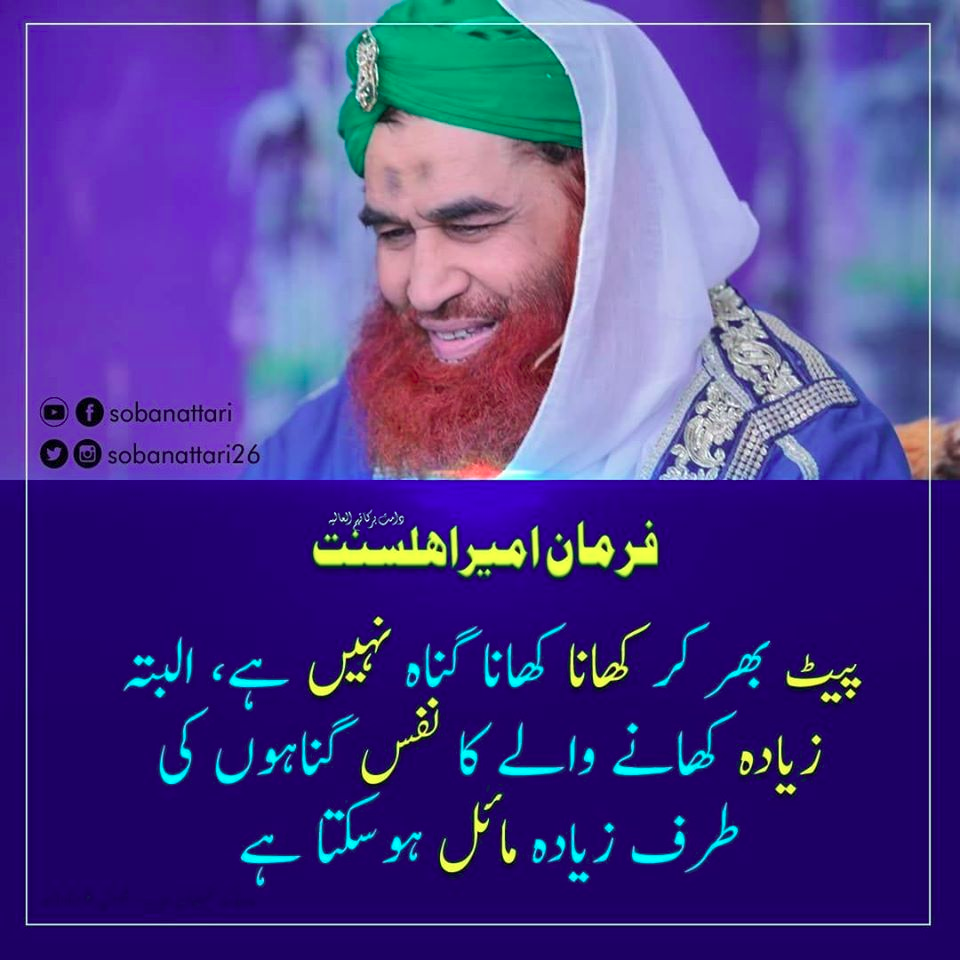 sobanattari
sobanattari26
دامت برکاتہم العالیہ
فرمان امیر اھلسنت
پیٹ بھر کر کھانا کھانا گناہ نہیں ہے، البتہ
زیادہ کھانے والے کا نفس گناہوں کی
طرف زیادہ مائل ہو سکتا ہے